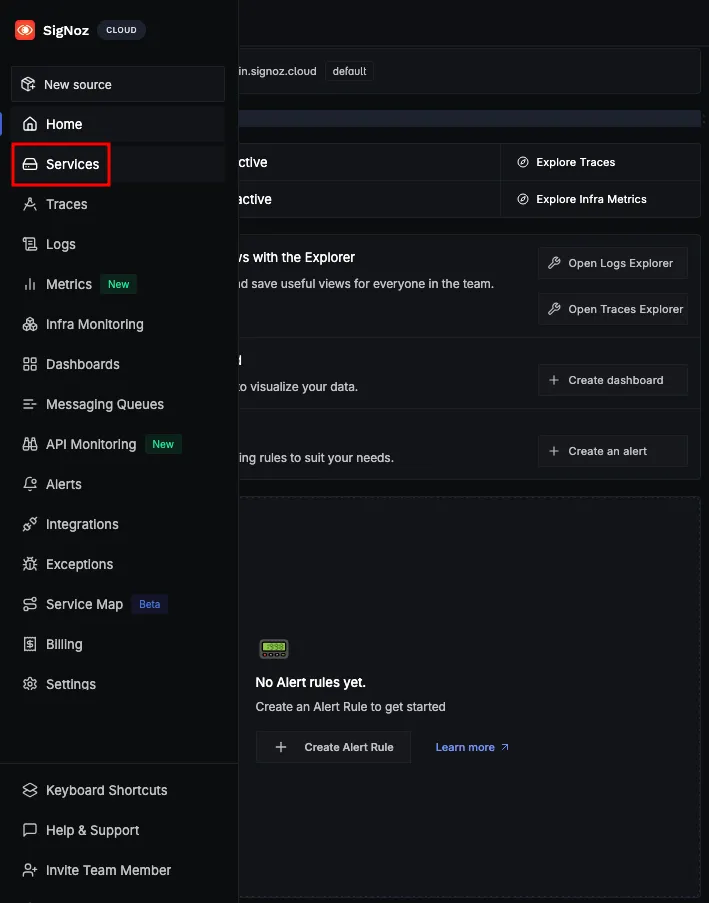 SigNoz CLOUD
New source
Home
Services
Traces
Logs
Metrics New
Infra Monitoring
Dashboards
Messaging Queues
API Monitoring New
Alerts
Integrations
Exceptions
Service Map Beta
Billing
Settings
Keyboard Shortcuts
Help & Support
Invite Team Member
in.signoz.cloud default
ctive
Explore Traces
active
Explore Infra Metrics
ws with the Explorer
nd save useful views for everyone in the team.
Open Logs Explorer
Open Traces Explorer
d
to visualize your data.
Create dashboard
ing rules to suit your needs.
Create an alert
No Alert rules yet.
Create an Alert Rule to get started
Create Alert Rule
Learn more